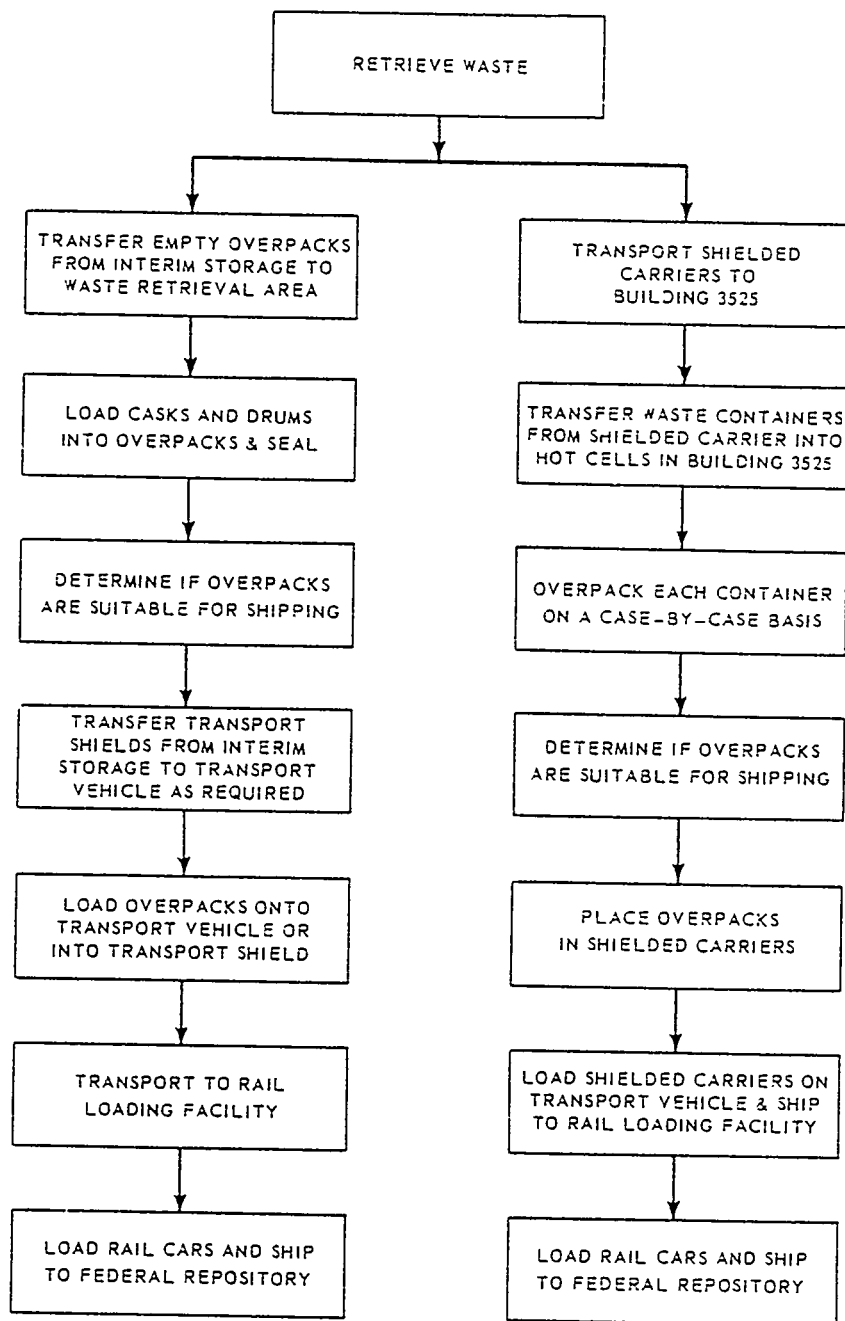 RETRIEVE WASTE
TRANSFER EMPTY OVERPACKS
FROM INTERIM STORAGE TO
WASTE RETRIEVAL AREA
LOAD CASKS AND DRUMS
INTO OVERPACKS & SEAL
DETERMINE IF OVERPACKS
ARE SUITABLE FOR SHIPPING
TRANSFER TRANSPORT
SHIELDS FROM INTERIM
STORAGE TO TRANSPORT
VEHICLE AS REQUIRED
LOAD OVERPACKS ONTO
TRANSPORT VEHICLE OR
INTO TRANSPORT SHIELD
TRANSPORT TO RAIL
LOADING FACILITY
LOAD RAIL CARS AND SHIP
TO FEDERAL REPOSITORY
TRANSPORT SHIELDED
CARRIERS TO
BUILDING 3525
TRANSFER WASTE CONTAINERS
FROM SHIELDED CARRIER INTO
HOT CELLS IN BUILDING 3525
OVERPACK EACH CONTAINER
ON A CASE-BY-CASE BASIS
DETERMINE IF OVERPACKS
ARE SUITABLE FOR SHIPPING
PLACE OVERPACKS
IN SHIELDED CARRIERS
LOAD SHIELDED CARRIERS ON
TRANSPORT VEHICLE & SHIP
TO RAIL LOADING FACILITY
LOAD RAIL CARS AND SHIP
TO FEDERAL REPOSITORY